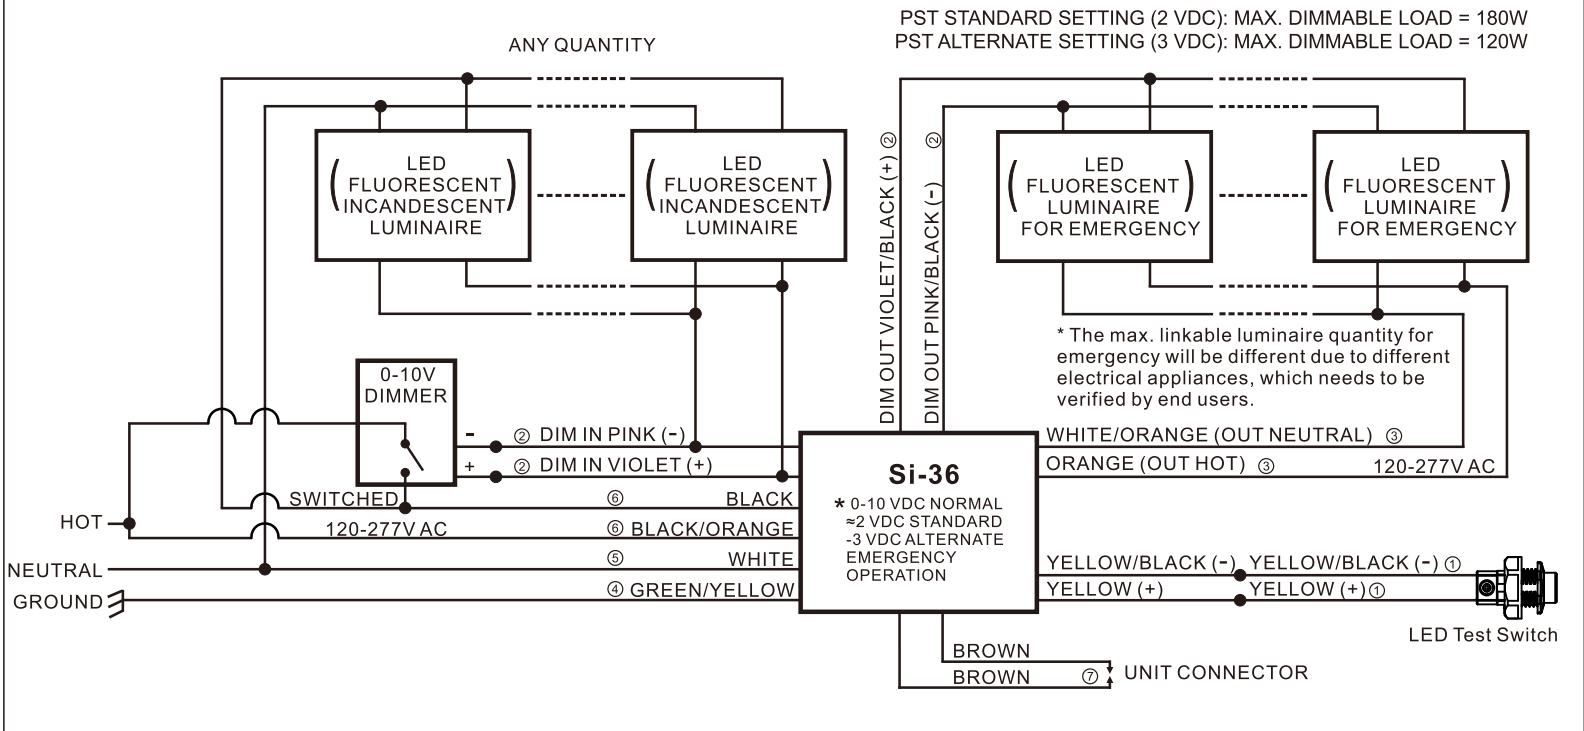 PST STANDARD SETTING (2 VDC): MAX. DIMMABLE LOAD = 180W
PST ALTERNATE SETTING (3 VDC): MAX. DIMMABLE LOAD = 120W
ANY QUANTITY
LED
FLUORESCENT
INCANDESCENT
LUMINAIRE
LED
FLUORESCENT
INCANDESCENT
LUMINAIRE
DIM OUT VIOLET/BLACK (+) ②
DIM OUT PINK/BLACK (-) ②
(LED
FLUORESCENT)
LUMINAIRE
FOR EMERGENCY
(LED
FLUORESCENT)
LUMINAIRE
FOR EMERGENCY
* The max. linkable luminaire quantity for
emergency will be different due to different
electrical appliances, which needs to be
verified by end users.
0-10V
DIMMER
-
+
② DIM IN PINK (-)
② DIM IN VIOLET (+)
SWITCHED
⑥ BLACK
HOT
120-277V AC
⑥ BLACK/ORANGE
⑤ WHITE
NEUTRAL
④ GREEN/YELLOW
GROUND
Si-36
* 0-10 VDC NORMAL
≈2 VDC STANDARD
-3 VDC ALTERNATE
EMERGENCY
OPERATION
WHITE/ORANGE (OUT NEUTRAL) ③
ORANGE (OUT HOT) ③
120-277V AC
YELLOW/BLACK (-)
YELLOW/BLACK (-) ①
YELLOW (+)
YELLOW (+) ①
LED Test Switch
BROWN
BROWN ⑦
UNIT CONNECTOR